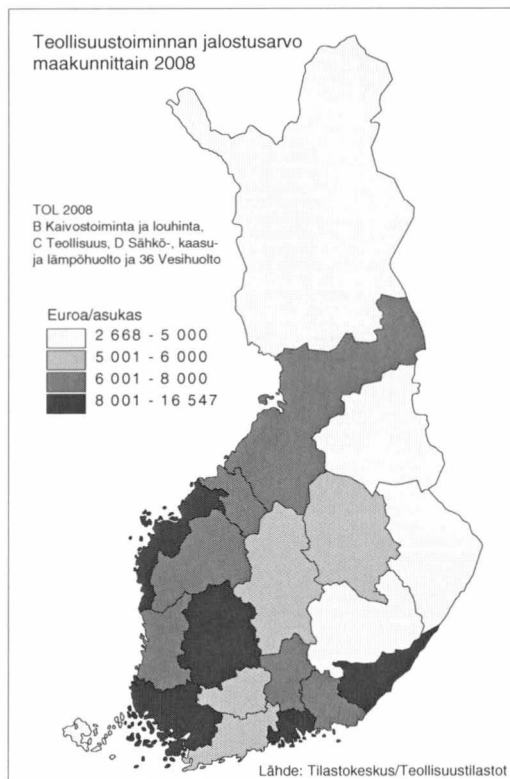 Teollisuustoiminnan jalostusarvo
maakunnittain 2008
TOL 2008
B Kaivostoiminta ja louhinta,
C Teollisuus, D Sähkö-, kaasu-
ja lämpöhuolto ja 36 Vesihuolto
Euroa/asukas
2 668 - 5 000
5 001 - 6 000
6 001 - 8 000
8 001 - 16 547
Lähde: Tilastokeskus/Teollisuustilastot